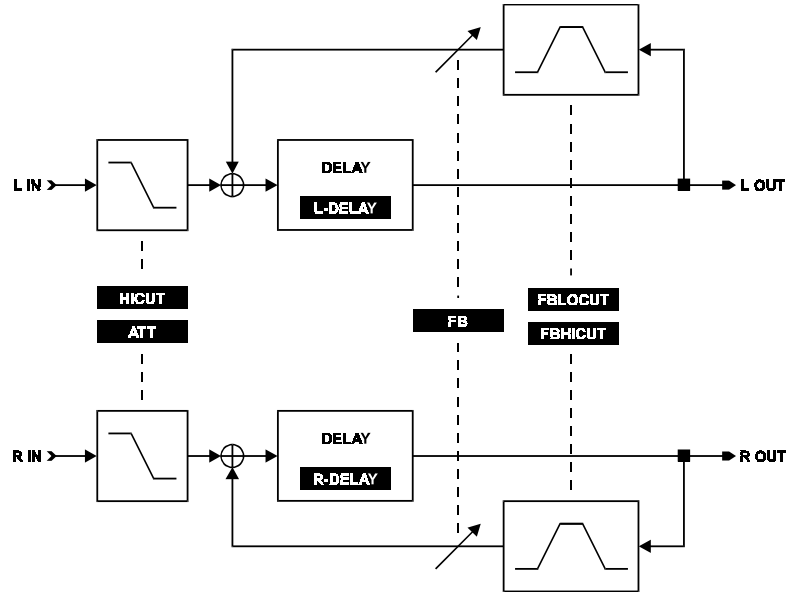 L IN
DELAY
L-DELAY
L OUT
HICUT
ATT
FB
FBLOCUT
FBHICUT
R IN
DELAY
R-DELAY
R OUT